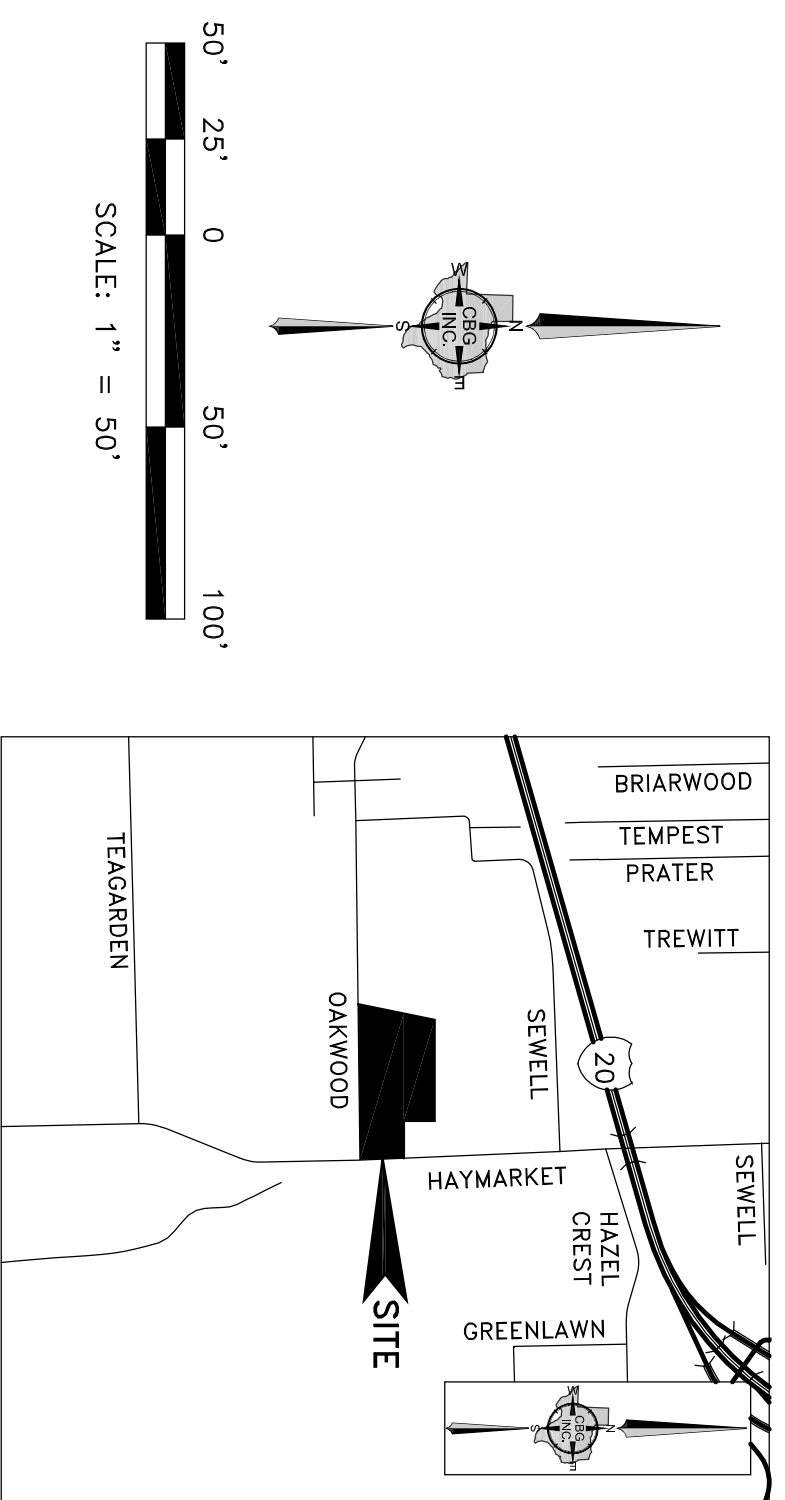 50' 25' 0 50' 100'
SCALE: 1" = 50'
N
W
E
S
CBG
INC.
BRIARWOOD
TEMPEST
PRATER
TREWITT
TEAGARDEN
OAKWOOD
SEWELL
20
HAYMARKET
SEWELL
HAZEL
CREST
SITE
GREENLAWN
N
W
E
S
CBG
INC.